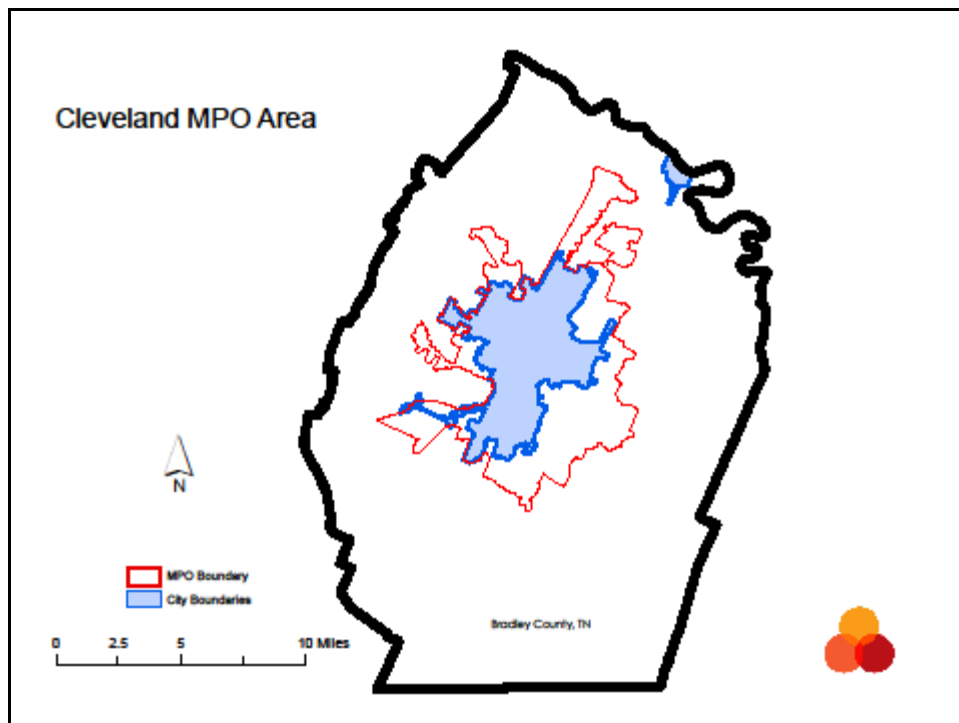 Cleveland MPO Area
N
MPO Boundary
City Boundaries
0 2.5 5 10 Miles
Bradley County, TN